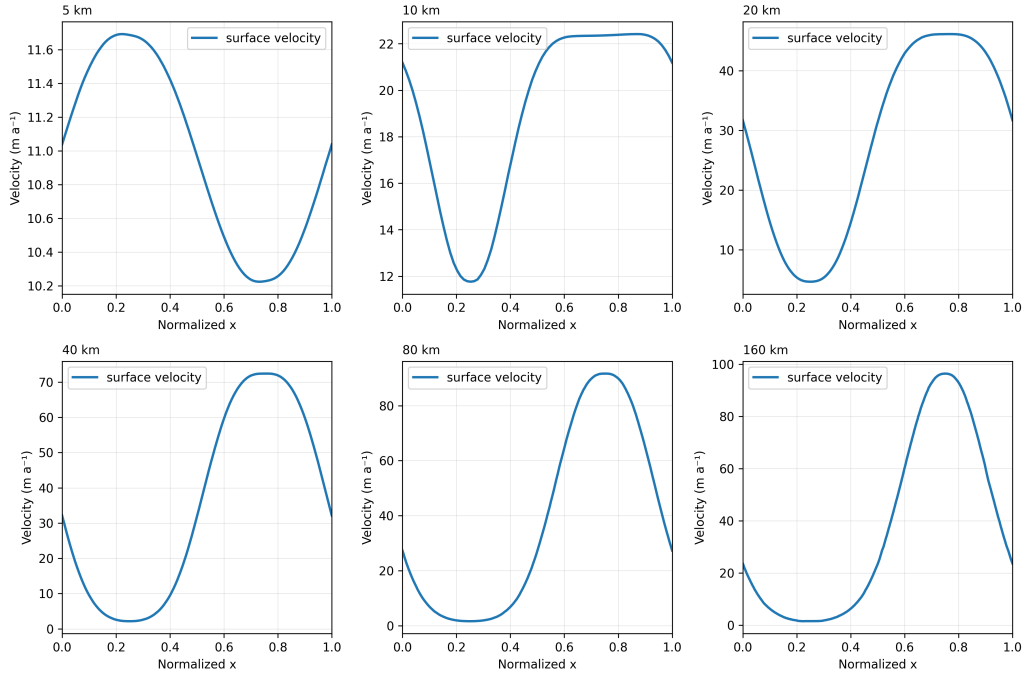 5 km
surface velocity
Velocity (m a⁻¹)
11.6
11.4
11.2
11.0
10.8
10.6
10.4
10.2
0.0 0.2 0.4 0.6 0.8 1.0
Normalized x
10 km
surface velocity
Velocity (m a⁻¹)
22
20
18
16
14
12
0.0 0.2 0.4 0.6 0.8 1.0
Normalized x
20 km
surface velocity
Velocity (m a⁻¹)
40
30
20
10
0.0 0.2 0.4 0.6 0.8 1.0
Normalized x
40 km
surface velocity
Velocity (m a⁻¹)
70
60
50
40
30
20
10
0
0.0 0.2 0.4 0.6 0.8 1.0
Normalized x
80 km
surface velocity
Velocity (m a⁻¹)
80
60
40
20
0
0.0 0.2 0.4 0.6 0.8 1.0
Normalized x
160 km
surface velocity
Velocity (m a⁻¹)
100
80
60
40
20
0
0.0 0.2 0.4 0.6 0.8 1.0
Normalized x